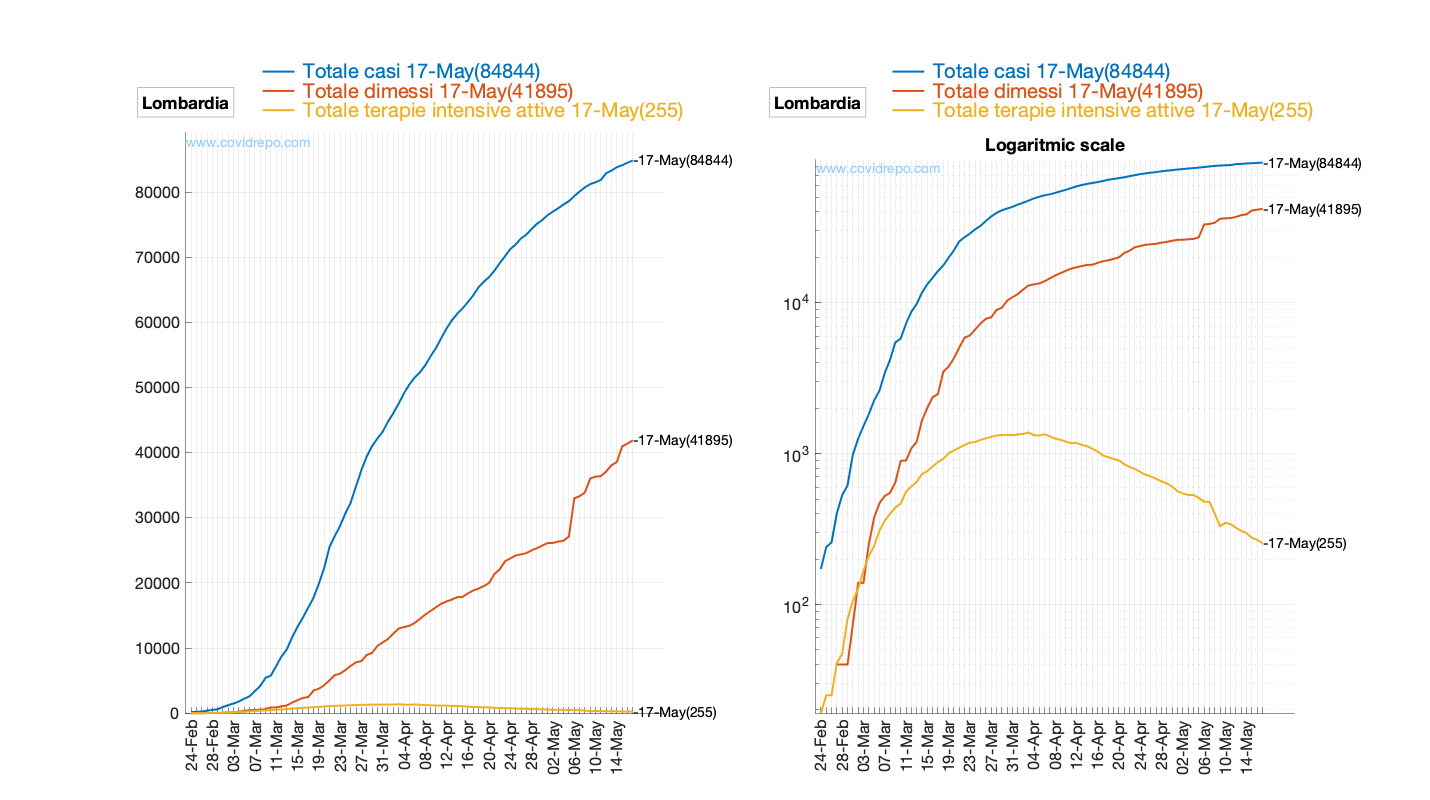 Totale casi 17-May(84844)
Totale dimessi 17-May(41895)
Totale terapie intensive attive 17-May(255)
Lombardia
www.covidrepo.com
-17-May(84844)
-17-May(41895)
-17-May(255)
80000
70000
60000
50000
40000
30000
20000
10000
0
24-Feb
28-Feb
03-Mar
07-Mar
11-Mar
15-Mar
19-Mar
23-Mar
27-Mar
31-Mar
04-Apr
08-Apr
12-Apr
16-Apr
20-Apr
24-Apr
28-Apr
02-May
06-May
10-May
14-May
Totale casi 17-May(84844)
Totale dimessi 17-May(41895)
Totale terapie intensive attive 17-May(255)
Lombardia
Logaritmic scale
www.covidrepo.com
-17-May(84844)
-17-May(41895)
-17-May(255)
10^4
10^3
10^2
24-Feb
28-Feb
03-Mar
07-Mar
11-Mar
15-Mar
19-Mar
23-Mar
27-Mar
31-Mar
04-Apr
08-Apr
12-Apr
16-Apr
20-Apr
24-Apr
28-Apr
02-May
06-May
10-May
14-May